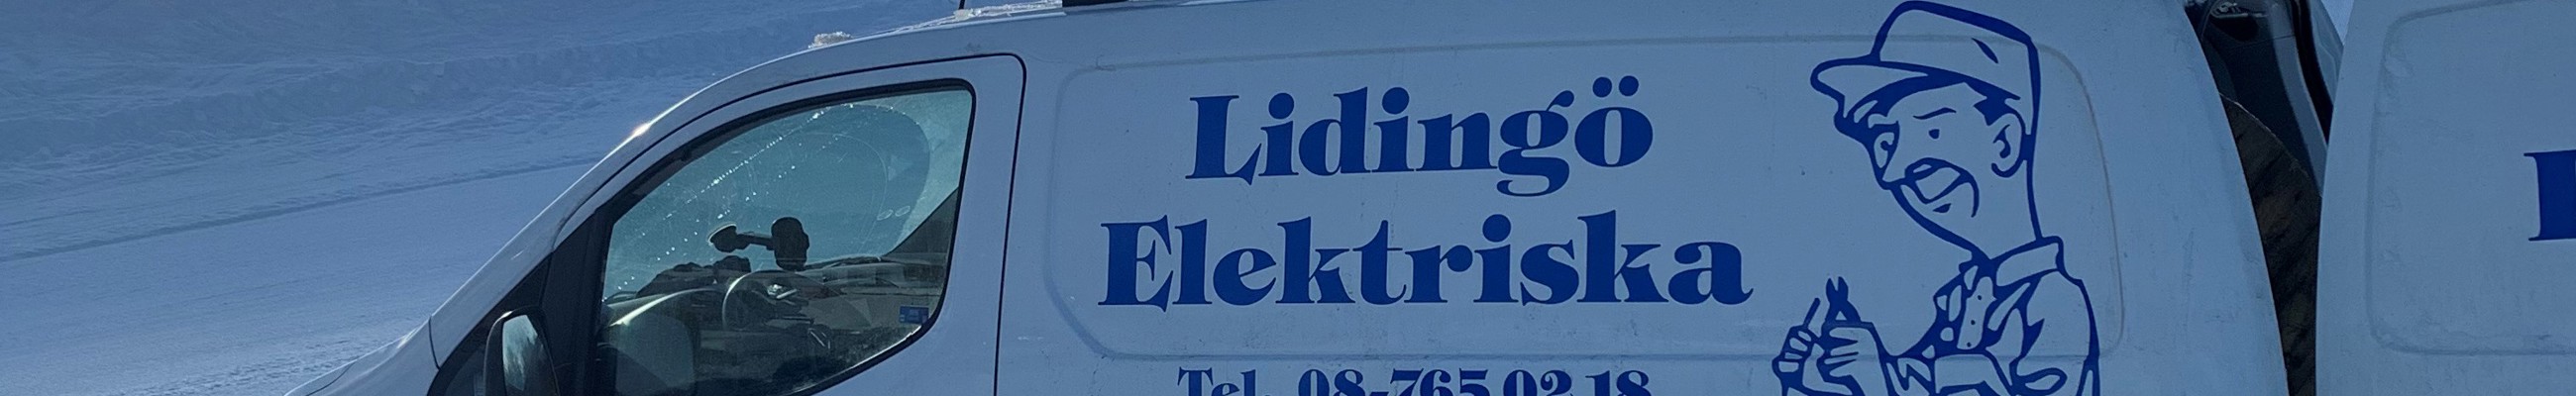 Lidingö
Elektriska
Tel. 08-765 02 18